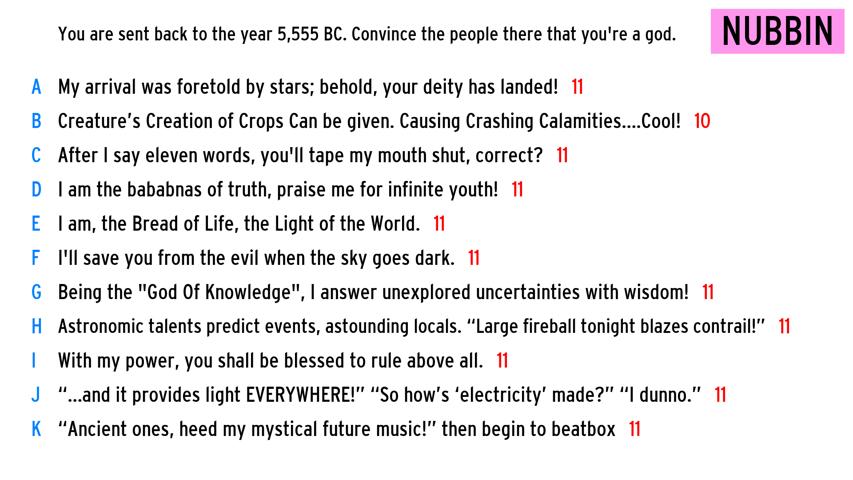 You are sent back to the year 5,555 BC. Convince the people there that you're a god.
NUBBIN
A My arrival was foretold by stars; behold, your deity has landed! 11
B Creature’s Creation of Crops Can be given. Causing Crashing Calamities....Cool! 10
C After I say eleven words, you'll tape my mouth shut, correct? 11
D I am the bababnas of truth, praise me for infinite youth! 11
E I am, the Bread of Life, the Light of the World. 11
F I'll save you from the evil when the sky goes dark. 11
G Being the "God Of Knowledge", I answer unexplored uncertainties with wisdom! 11
H Astronomic talents predict events, astounding locals. “Large fireball tonight blazes contrail!” 11
I With my power, you shall be blessed to rule above all. 11
J “...and it provides light EVERYWHERE!” “So how’s ‘electricity’ made?” “I dunno.” 11
K “Ancient ones, heed my mystical future music!” then begin to beatbox 11